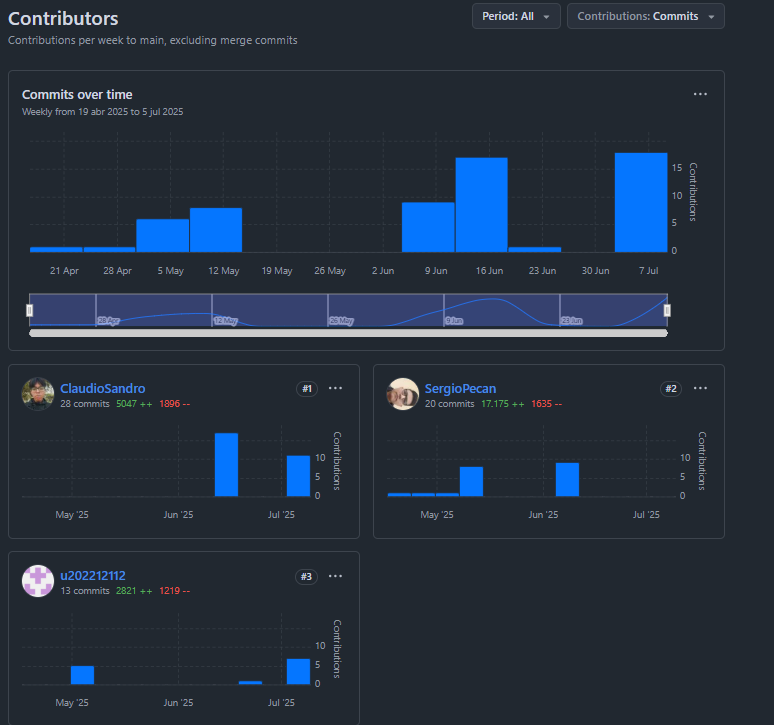 Contributors
Period: All
Contributions: Commits
Contributions per week to main, excluding merge commits
Commits over time
Weekly from 19 abr 2025 to 5 jul 2025
15
10
5
0
Contributions
21 Apr 28 Apr 5 May 12 May 19 May 26 May 2 Jun 9 Jun 16 Jun 23 Jun 30 Jun 7 Jul
28 Apr 12 May 26 May 9 Jun 23 Jun
ClaudioSandro
#1
28 commits 5047 ++ 1896 --
10
5
0
Contributions
May '25 Jun '25 Jul '25
SergioPecan
#2
20 commits 17.175 ++ 1635 --
10
5
0
Contributions
May '25 Jun '25 Jul '25
u202212112
#3
13 commits 2821 ++ 1219 --
10
5
0
Contributions
May '25 Jun '25 Jul '25